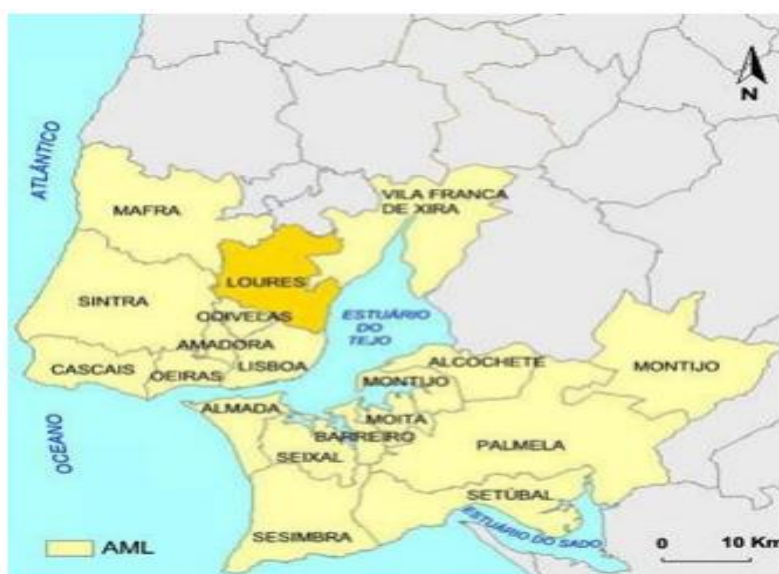 N
ATLÂNTICO
MAFRA
VILA FRANCA
DE XIRA
LOURES
SINTRA
ODIVELAS
ESTUÁRIO
DO
TEJO
AMADORA
CASCAIS
OEIRAS
LISBOA
ALCOCHETE
MONTIJO
MONTIJO
ALMADA
MOITA
BARREIRO
SEIXAL
PALMELA
OCEANO
SETÚBAL
SESIMBRA
ESTUÁRIO DO SADO
AML
0 10 Km